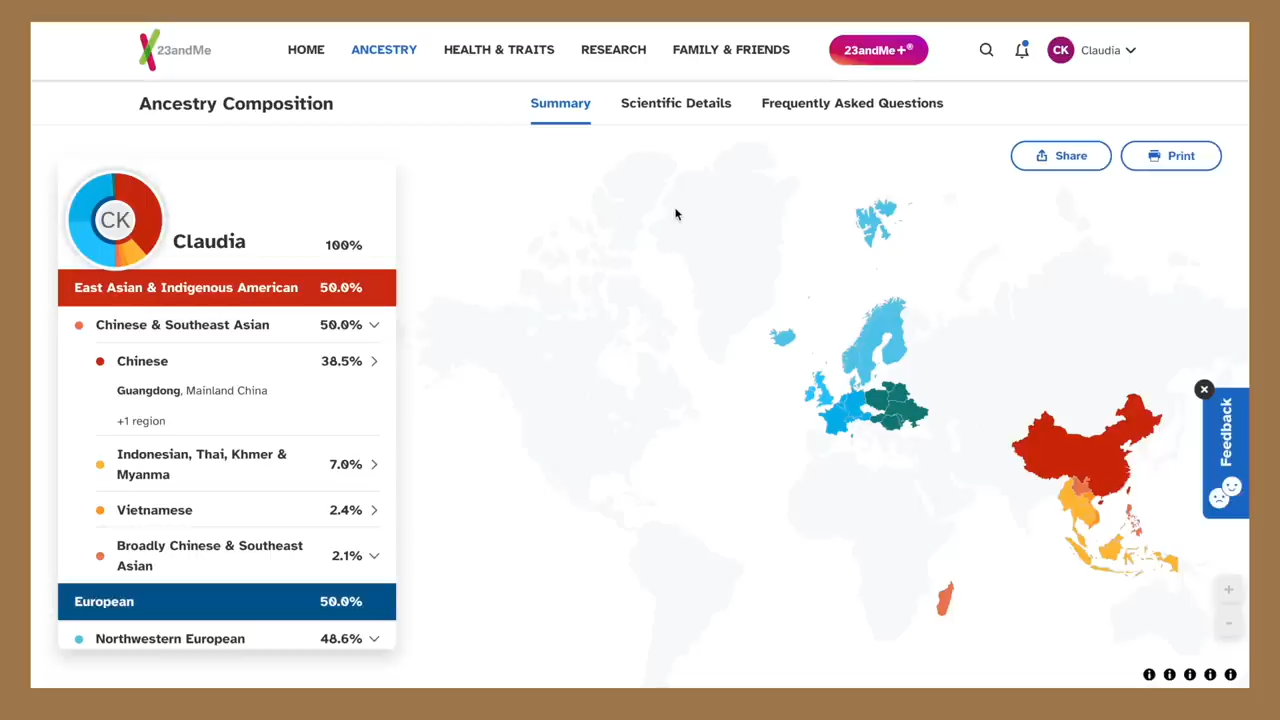 23andMe
HOME
ANCESTRY
HEALTH & TRAITS
RESEARCH
FAMILY & FRIENDS
23andMe+®
CK
Claudia
Ancestry Composition
Summary
Scientific Details
Frequently Asked Questions
Share
Print
CK
Claudia 100%
East Asian & Indigenous American 50.0%
Chinese & Southeast Asian 50.0%
Chinese 38.5%
Guangdong, Mainland China
+1 region
Indonesian, Thai, Khmer &
Myanma 7.0%
Vietnamese 2.4%
Broadly Chinese & Southeast
Asian 2.1%
European 50.0%
Northwestern European 48.6%
Feedback
+
-
i i i i i